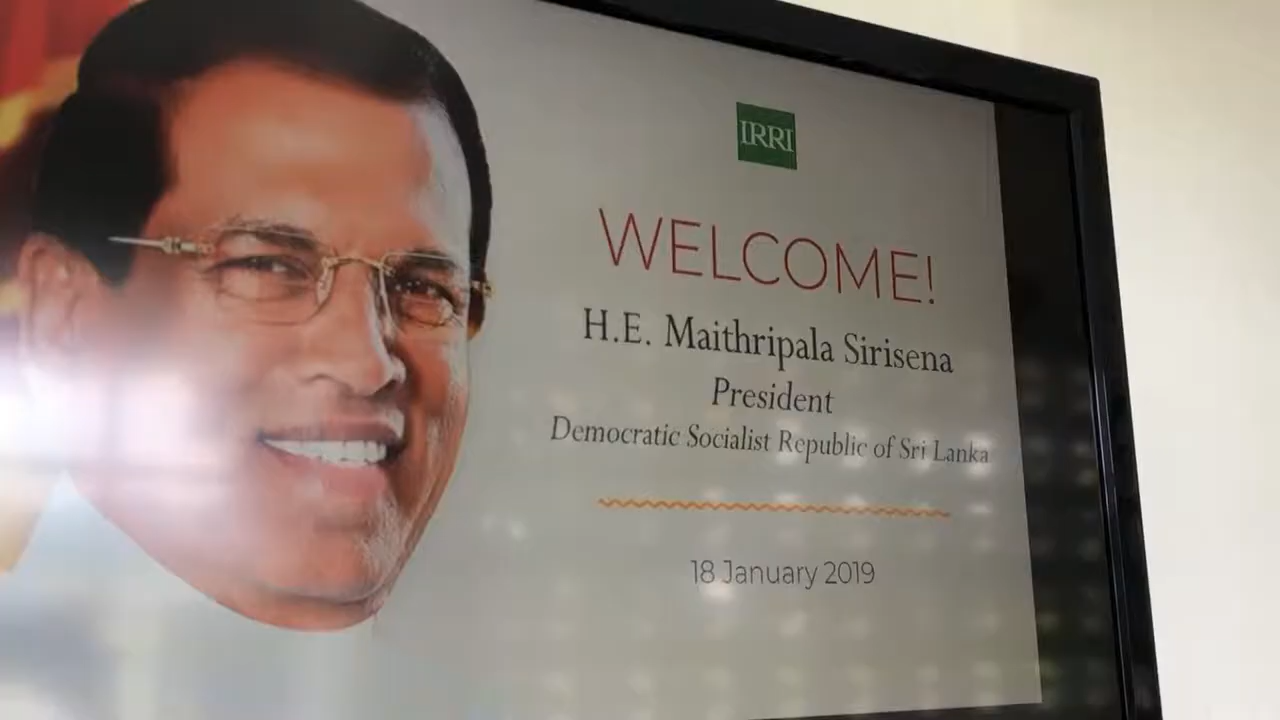 IRRI
WELCOME!
H.E. Maithripala Sirisena
President
Democratic Socialist Republic of Sri Lanka
18 January 2019